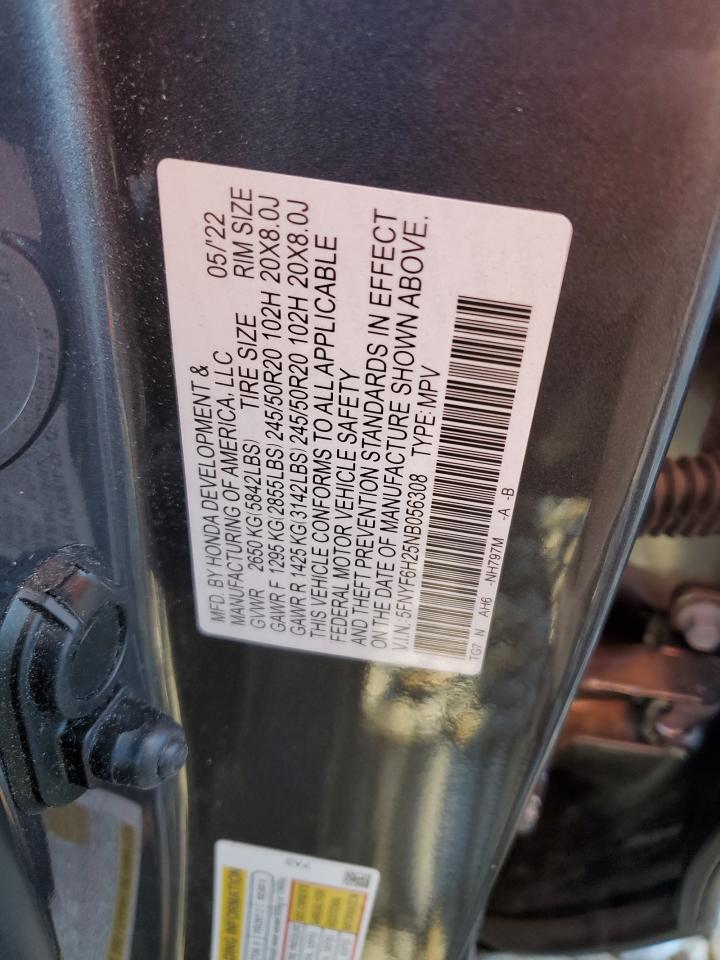 MFD. BY HONDA DEVELOPMENT & 05/'22
MANUFACTURING OF AMERICA, LLC
GVWR 2650 KG(5842LBS) TIRE SIZE RIM SIZE
GAWR F 1295 KG(2855LBS) 245/50R20 102H 20X8.0J
GAWR R 1425 KG(3142LBS) 245/50R20 102H 20X8.0J
THIS VEHICLE CONFORMS TO ALL APPLICABLE
FEDERAL MOTOR VEHICLE SAFETY
AND THEFT PREVENTION STANDARDS IN EFFECT
ON THE DATE OF MANUFACTURE SHOWN ABOVE.
V.I.N: 5FNYF6H25NB056308 TYPE: MPV
TG7 N AH6 -NH797M -A -B
INFORMATION